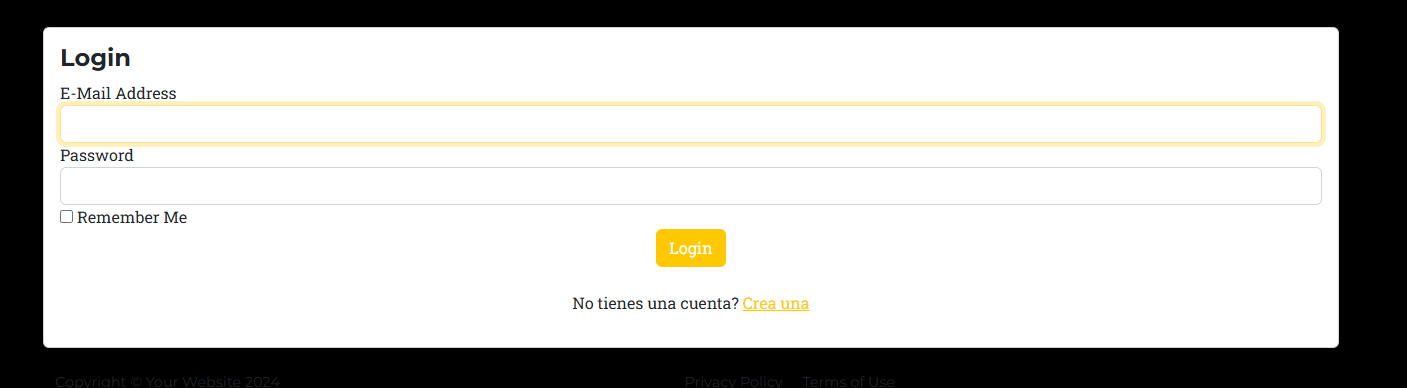 Login
E-Mail Address
Password
Remember Me
Login
No tienes una cuenta? Crea una
Copyright © Your Website 2024 Privacy Policy Terms of Use